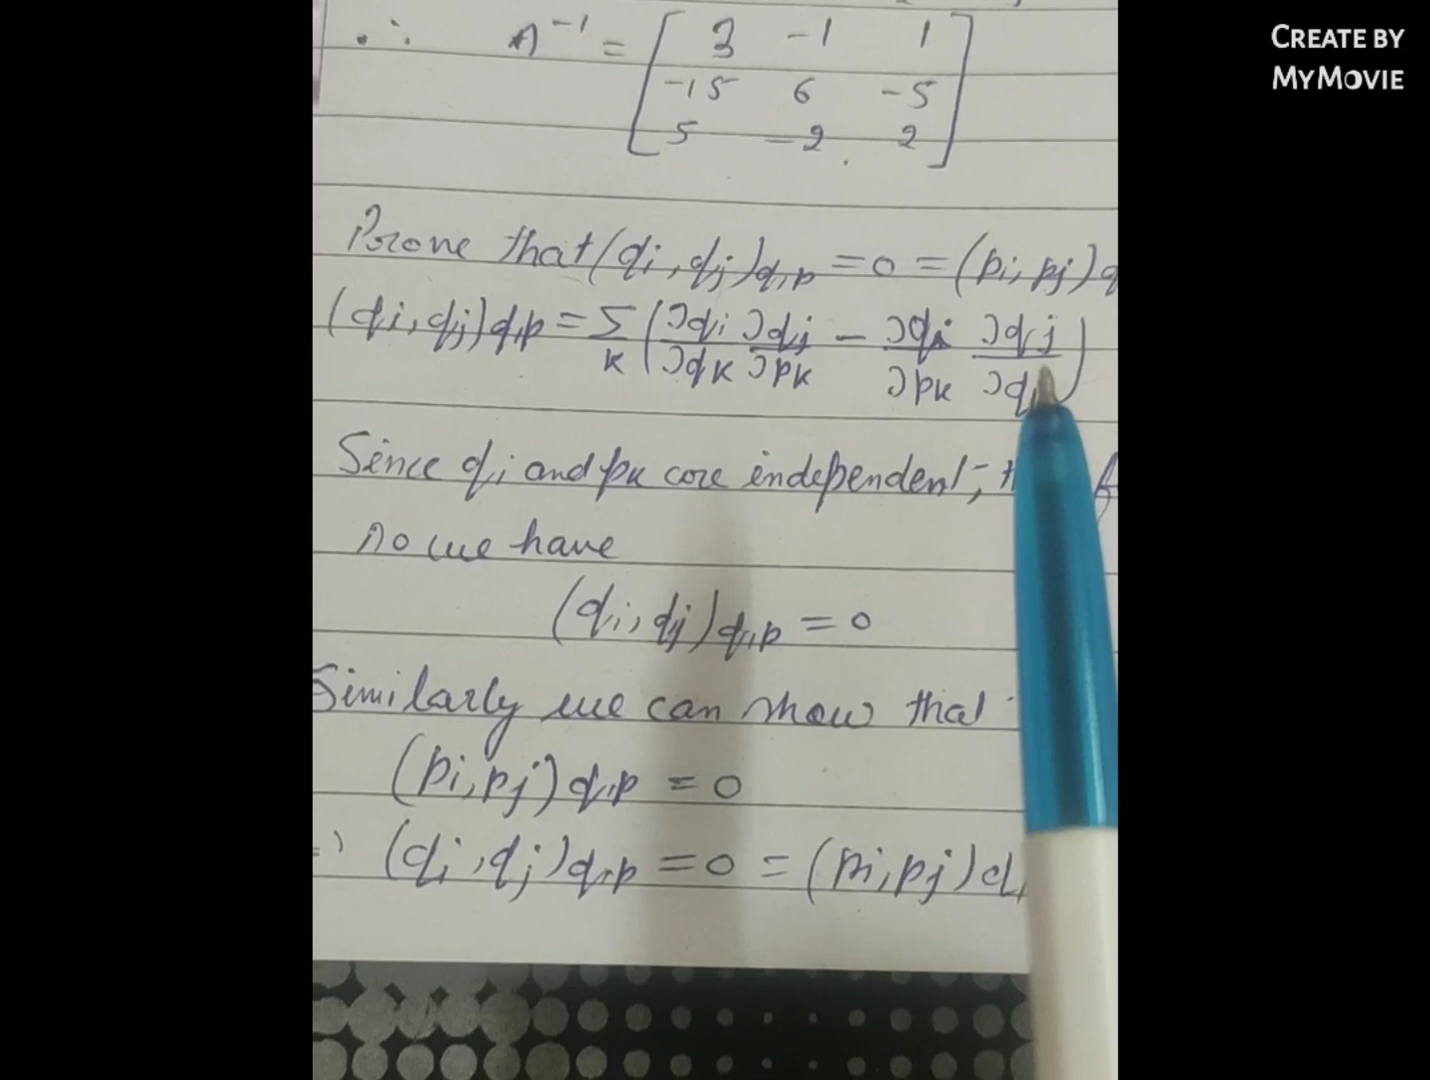 CREATE BY
MYMOVIE
∴ A⁻¹ = [ 3 -1 1
-15 6 -5
5 -2 2 ]
Prove that (qi, qj)q,p = 0 = (pi, pj)q
(qi, qj)q,p = Σk (∂qi/∂qk ∂qj/∂pk - ∂qi/∂pk ∂qj/∂q)
Since qi and pk are independent,
so we have
(qi, qj)q,p = 0
Similarly we can show that
(pi, pj)q,p = 0
⇒ (qi, qj)q,p = 0 = (pi, pj)q,